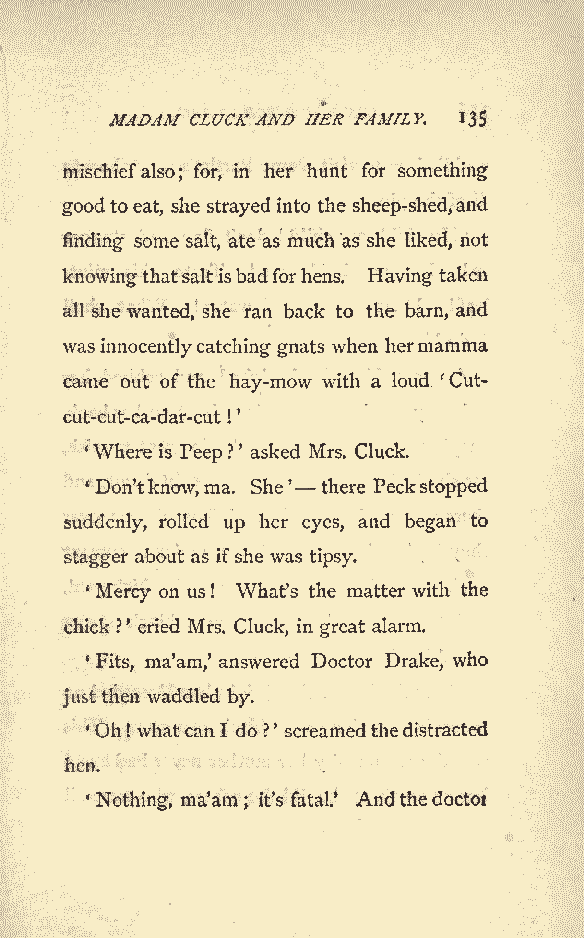 MADAM CLUCK AND HER FAMILY. 135
mischief also; for, in her hunt for something
good to eat, she strayed into the sheep-shed, and
finding some salt, ate as much as she liked, not
knowing that salt is bad for hens. Having taken
all she wanted, she ran back to the barn, and
was innocently catching gnats when her mamma
came out of the hay-mow with a loud 'Cut-
cut-cut-ca-dar-cut!'
'Where is Peep?' asked Mrs. Cluck.
'Don't know, ma. She'— there Peck stopped
suddenly, rolled up her eyes, and began to
stagger about as if she was tipsy.
'Mercy on us! What's the matter with the
chick?' cried Mrs. Cluck, in great alarm.
'Fits, ma'am,' answered Doctor Drake, who
just then waddled by.
'Oh! what can I do?' screamed the distracted
hen.
'Nothing, ma'am; it's fatal.' And the doctor